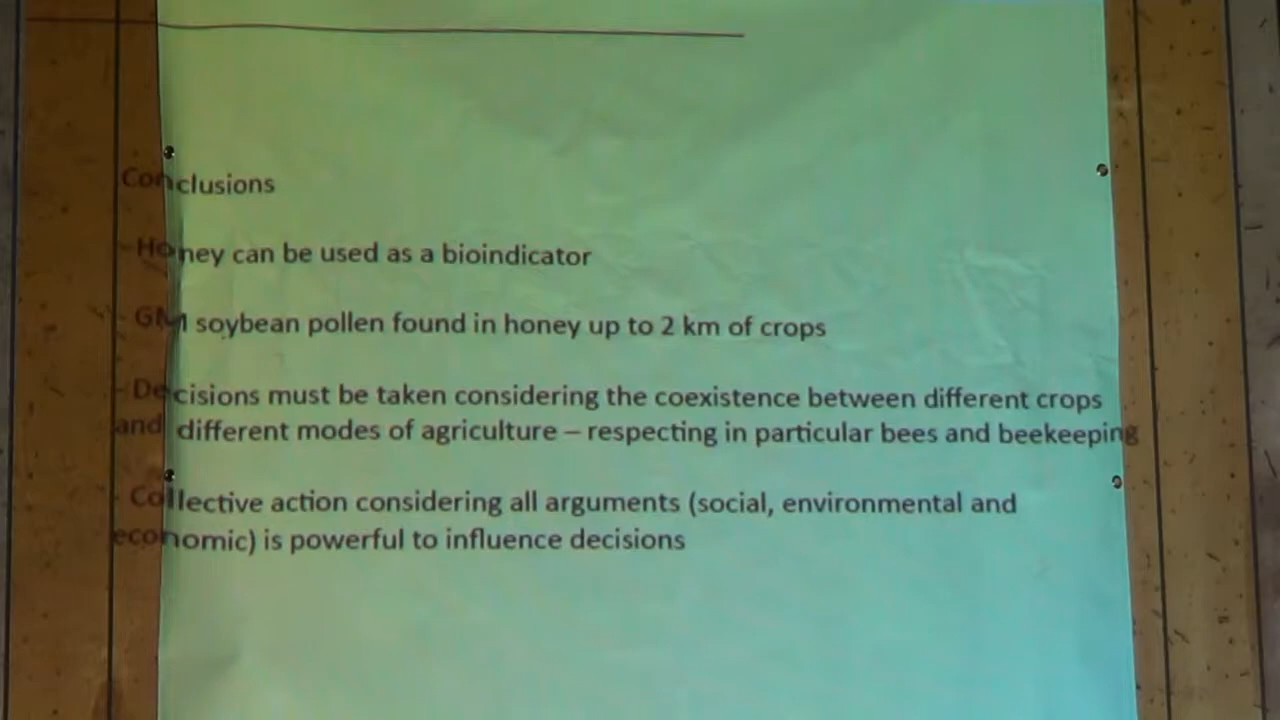 Conclusions
- Honey can be used as a bioindicator
- GM soybean pollen found in honey up to 2 km of crops
- Decisions must be taken considering the coexistence between different crops
and different modes of agriculture – respecting in particular bees and beekeeping
- Collective action considering all arguments (social, environmental and
economic) is powerful to influence decisions